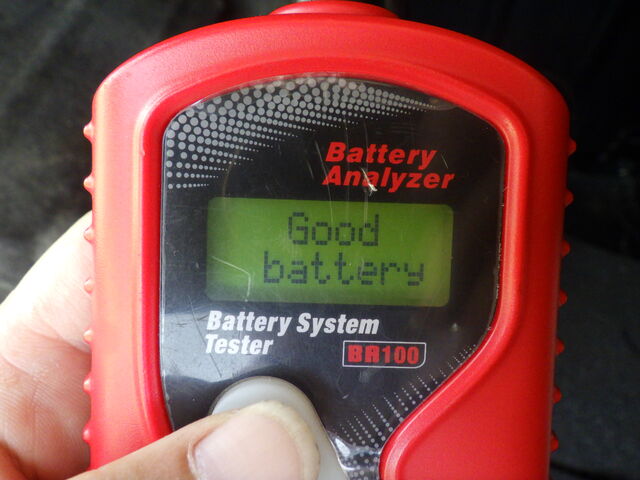 Battery
Analyzer
Good
battery
Battery System
Tester
BA100